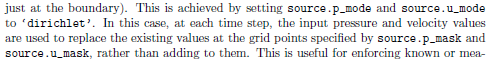 just at the boundary). This is achieved by setting source.p_mode and source.u_mode
to ‘dirichlet’. In this case, at each time step, the input pressure and velocity values
are used to replace the existing values at the grid points specified by source.p_mask and
source.u_mask, rather than adding to them. This is useful for enforcing known or mea-